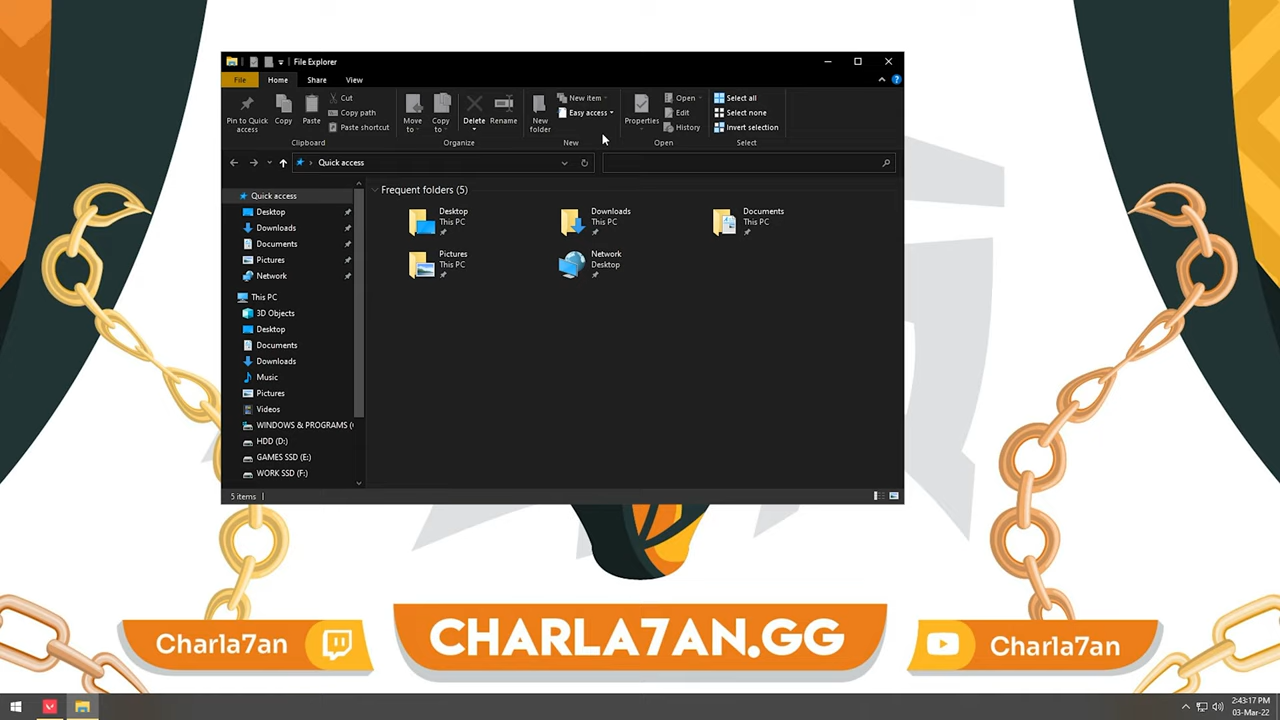 File Explorer
File Home Share View
Pin to Quick access
Copy
Paste
Cut
Copy path
Paste shortcut
Clipboard
Move to
Copy to
Delete
Rename
Organize
New folder
New item
Easy access
New
Properties
Open
Edit
History
Open
Select all
Select none
Invert selection
Select
Quick access
Quick access
Desktop
Downloads
Documents
Pictures
Network
This PC
3D Objects
Desktop
Documents
Downloads
Music
Pictures
Videos
WINDOWS & PROGRAMS (
HDD (D:)
GAMES SSD (E:)
WORK SSD (F:)
Frequent folders (5)
Desktop
This PC
Downloads
This PC
Documents
This PC
Pictures
This PC
Network
Desktop
5 items
Charla7an
CHARLA7AN.GG
Charla7an
2:43:17 PM
03-Mar-22